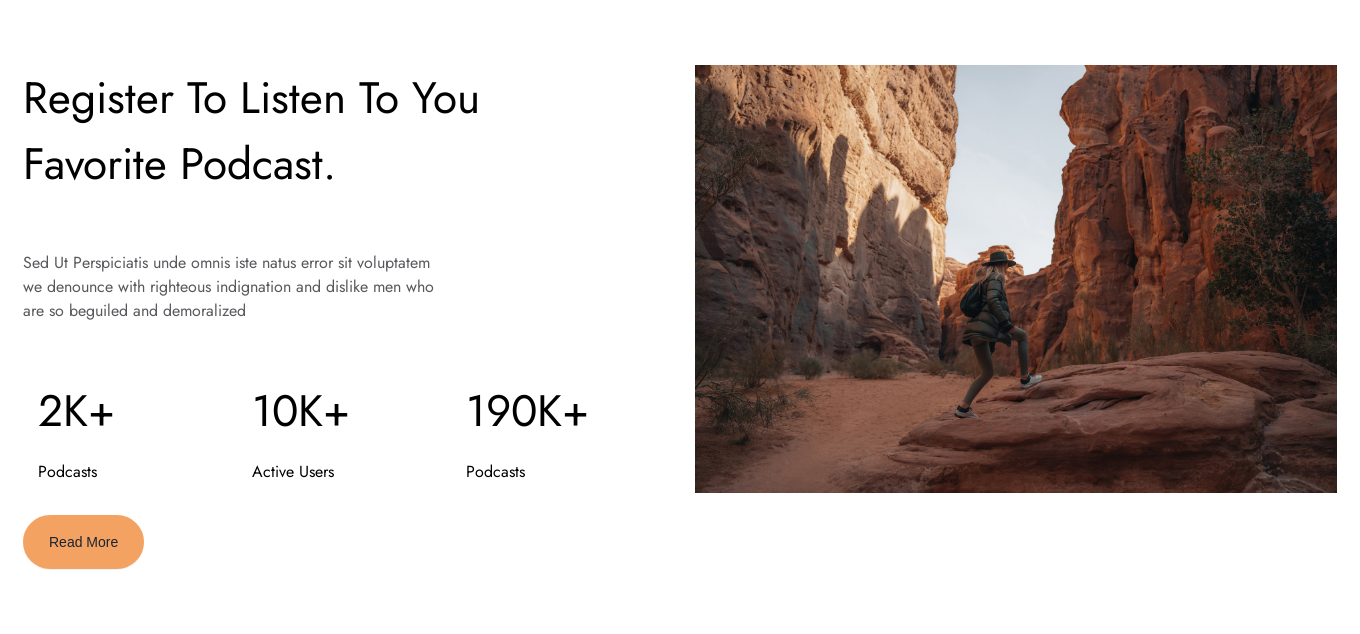 Register To Listen To You
Favorite Podcast.
Sed Ut Perspiciatis unde omnis iste natus error sit voluptatem
we denounce with righteous indignation and dislike men who
are so beguiled and demoralized
2K+
10K+
190K+
Podcasts
Active Users
Podcasts
Read More